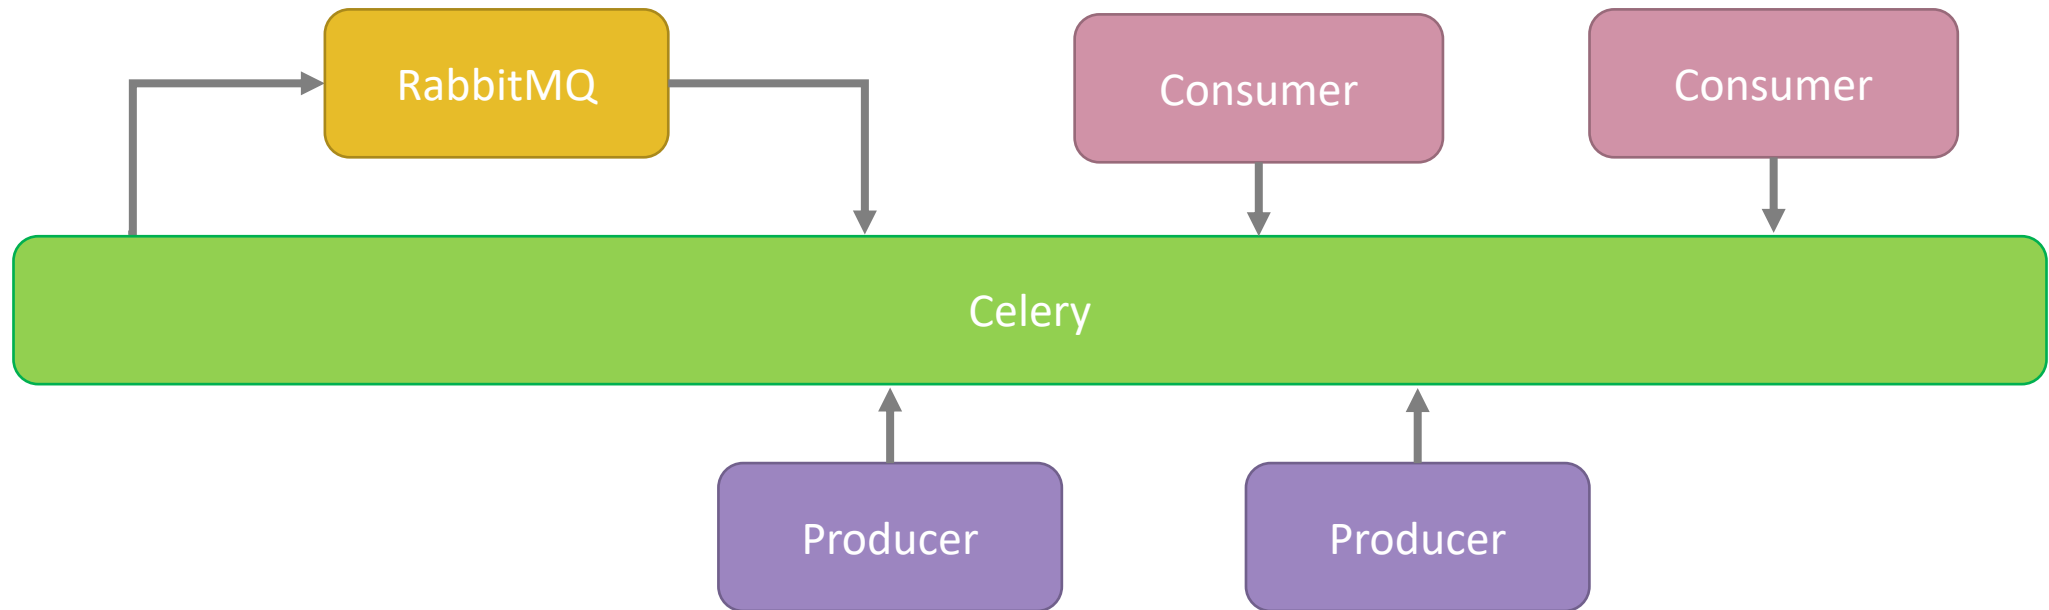 RabbitMQ
Consumer
Consumer
Celery
Producer
Producer